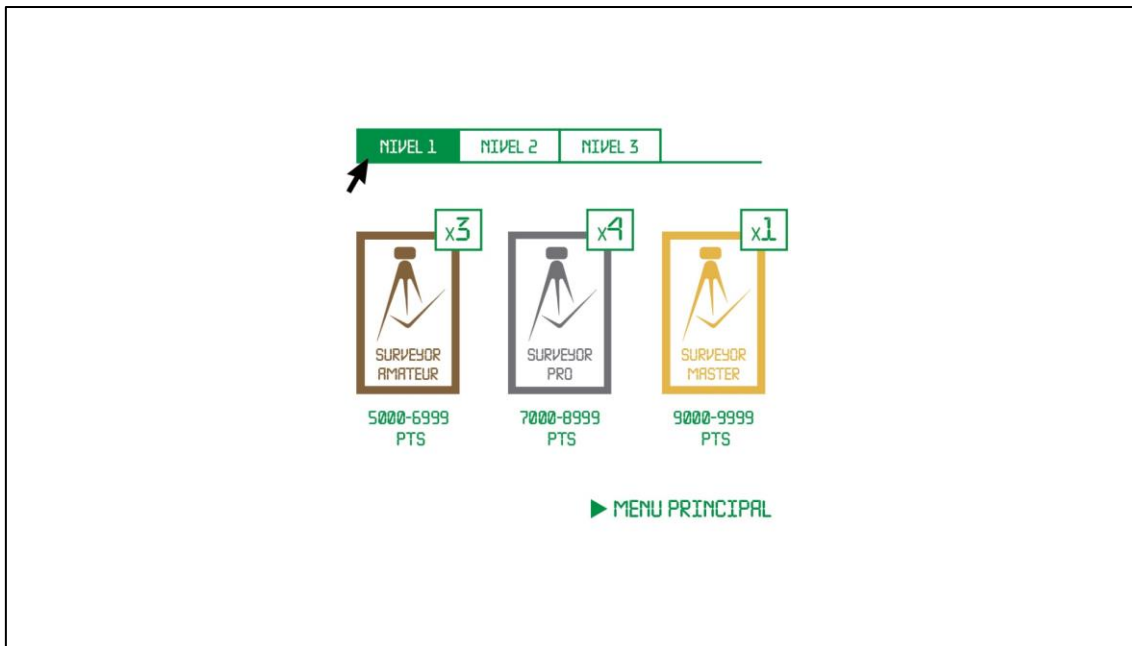 NIVEL 1 NIVEL 2 NIVEL 3
x3 x4 x1
SURVEYOR SURVEYOR SURVEYOR
AMATEUR PRO MASTER
5000-6999 7000-8999 9000-9999
PTS PTS PTS
MENU PRINCIPAL